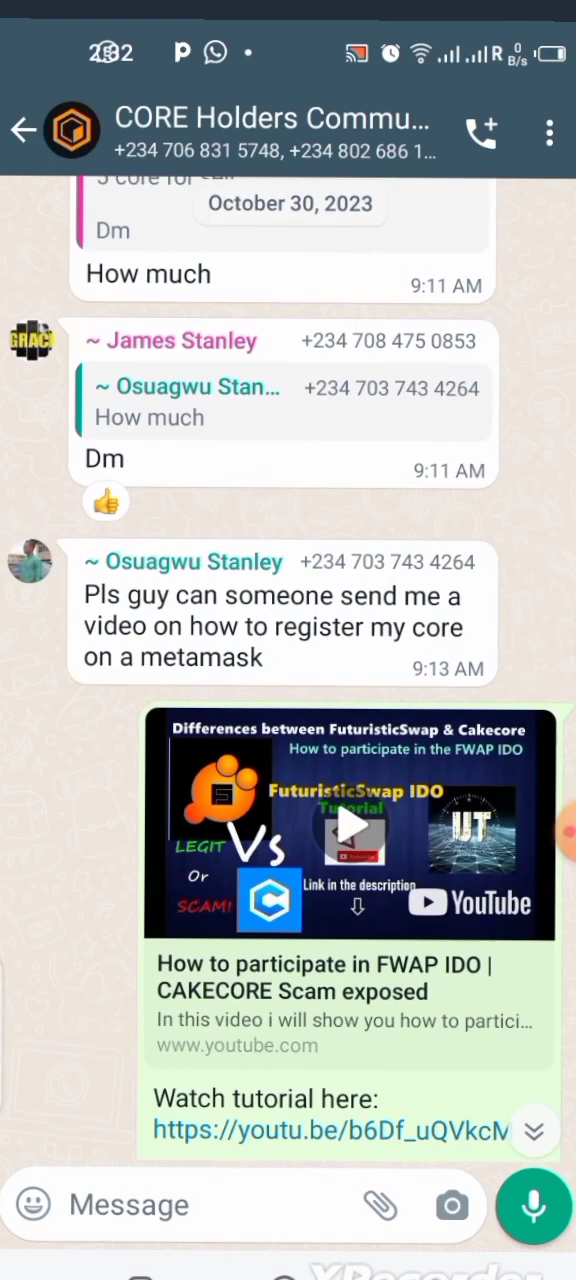 CORE Holders Commu...
+234 706 831 5748, +234 802 686 1...
R 0 B/s
October 30, 2023
Dm
How much
9:11 AM
GRAC
~ James Stanley +234 708 475 0853
~ Osuagwu Stan... +234 703 743 4264
How much
Dm
9:11 AM
~ Osuagwu Stanley +234 703 743 4264
Pls guy can someone send me a
video on how to register my core
on a metamask
9:13 AM
Differences between FuturisticSwap & Cakecore
How to participate in the FWAP IDO
FuturisticSwap IDO
Tutorial
S
UT
LEGIT
Vs
Or
SCAM!
C
Link in the description
YouTube
How to participate in FWAP IDO |
CAKECORE Scam exposed
In this video i will show you how to partici...
www.youtube.com
Watch tutorial here:
https://youtu.be/b6Df_uQVkcM
Message